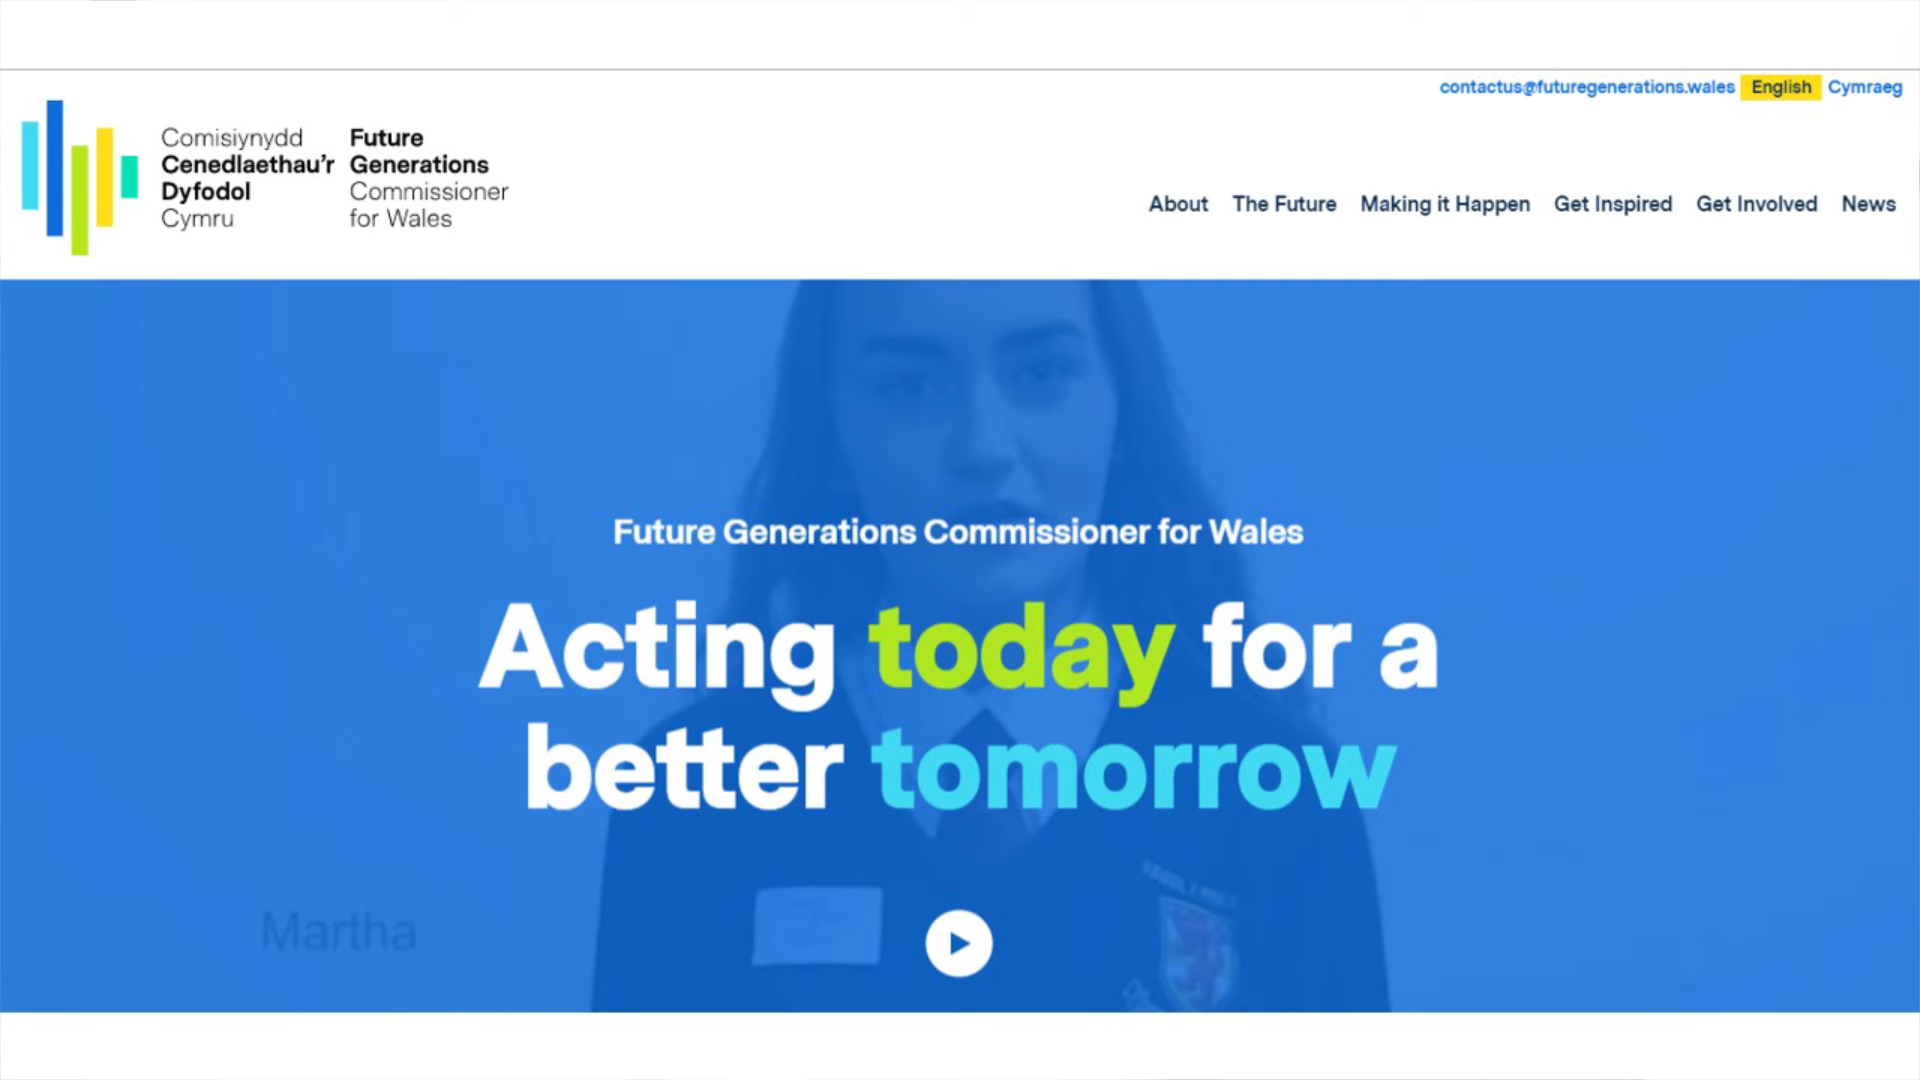 contactus@futuregenerations.wales English Cymraeg
Comisiynydd
Cenedlaethau'r
Dyfodol
Cymru
Future
Generations
Commissioner
for Wales
About The Future Making it Happen Get Inspired Get Involved News
Future Generations Commissioner for Wales
Acting today for a
better tomorrow
Martha